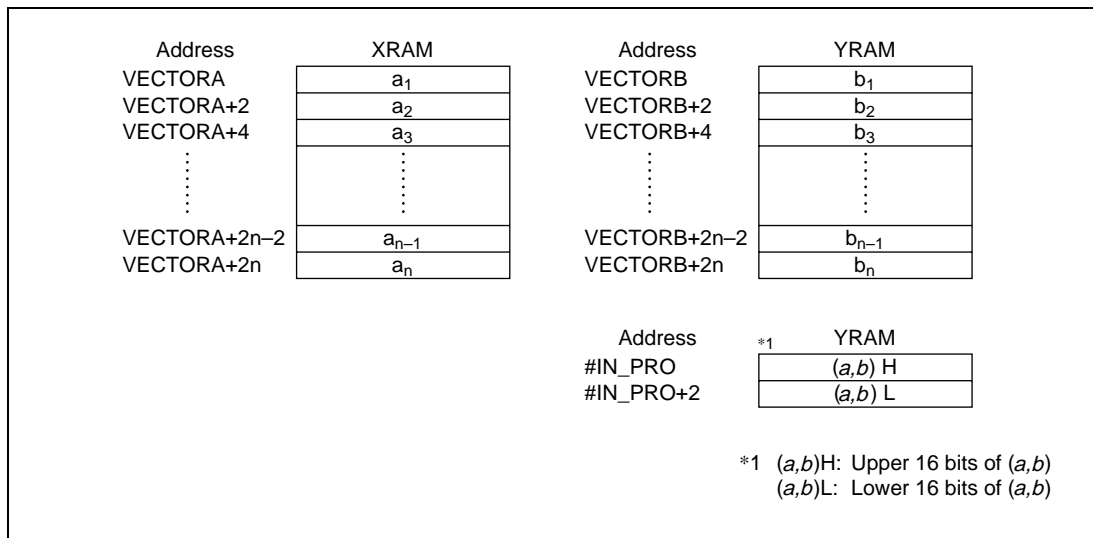 Address XRAM Address YRAM
VECTORA a1 VECTORB b1
VECTORA+2 a2 VECTORB+2 b2
VECTORA+4 a3 VECTORB+4 b3
VECTORA+2n–2 an–1 VECTORB+2n–2 bn–1
VECTORA+2n an VECTORB+2n bn
Address *1 YRAM
#IN_PRO (a,b) H
#IN_PRO+2 (a,b) L
*1 (a,b)H: Upper 16 bits of (a,b)
(a,b)L: Lower 16 bits of (a,b)